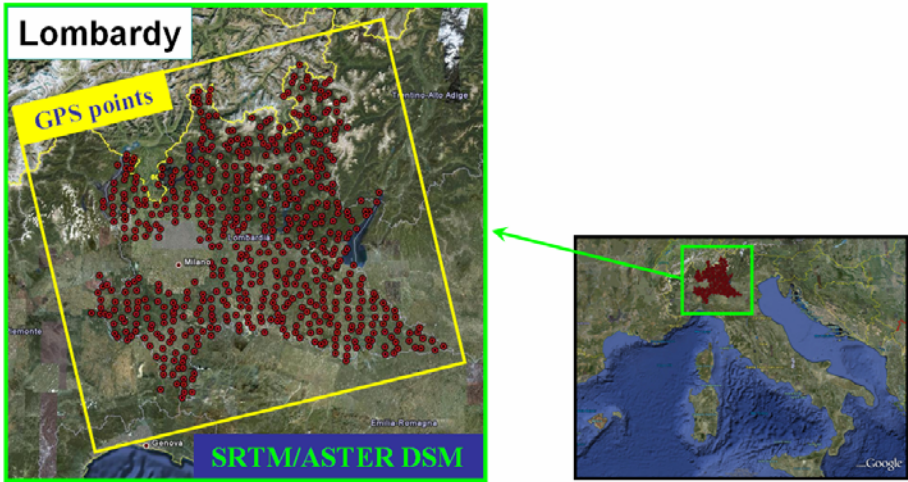 Lombardy
GPS points
Trentino-Alto Adige
Lombardia
Milano
Piemonte
Emilia-Romagna
Genova
SRTM/ASTER DSM
Google